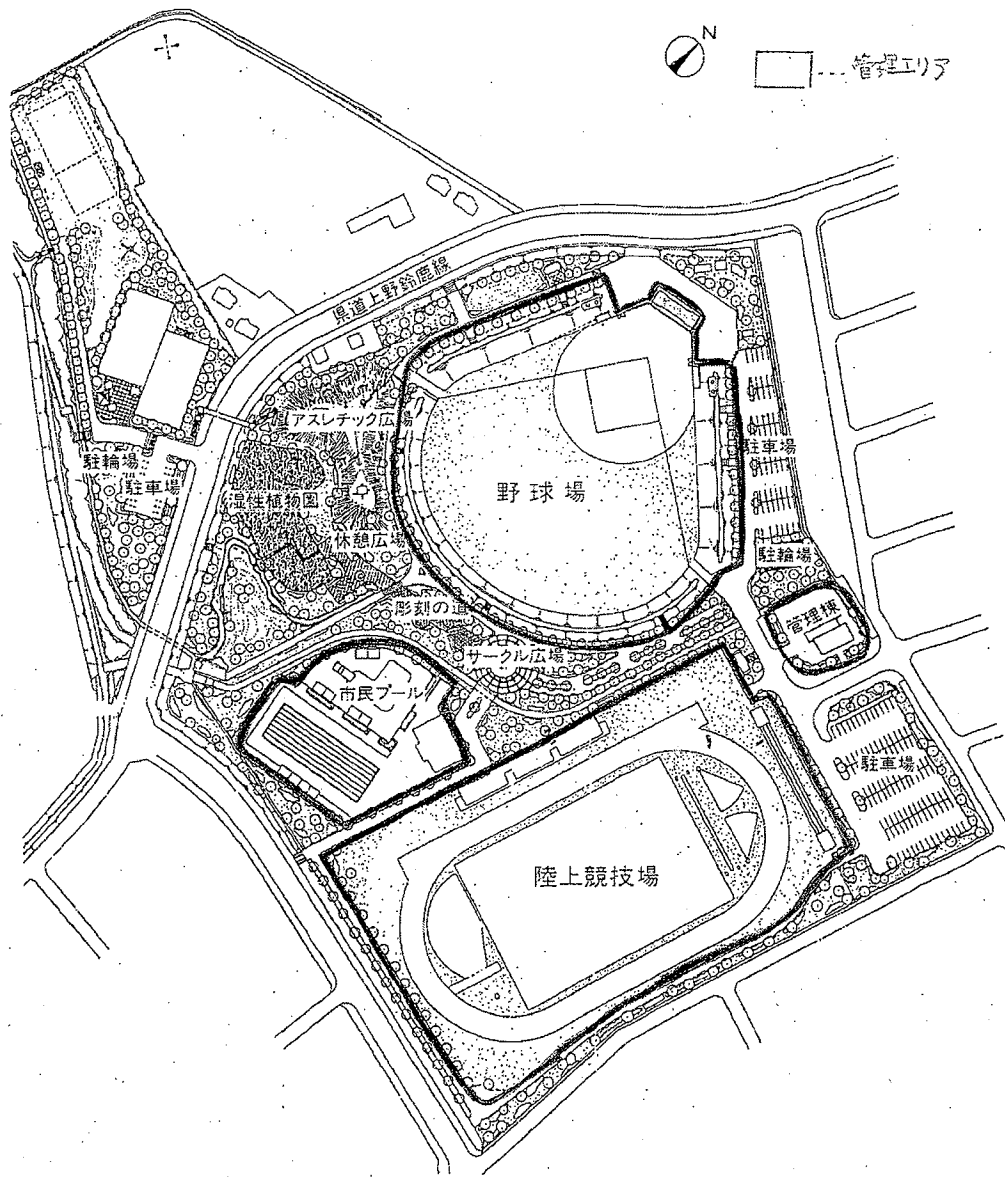 N
--- 管理エリア
県道上野鈴鹿線
アスレチック広場
野球場
駐車場
駐輪場
駐車場
湿性植物園
休憩広場
駐輪場
彫刻の道
管理棟
サークル広場
市民プール
駐車場
陸上競技場